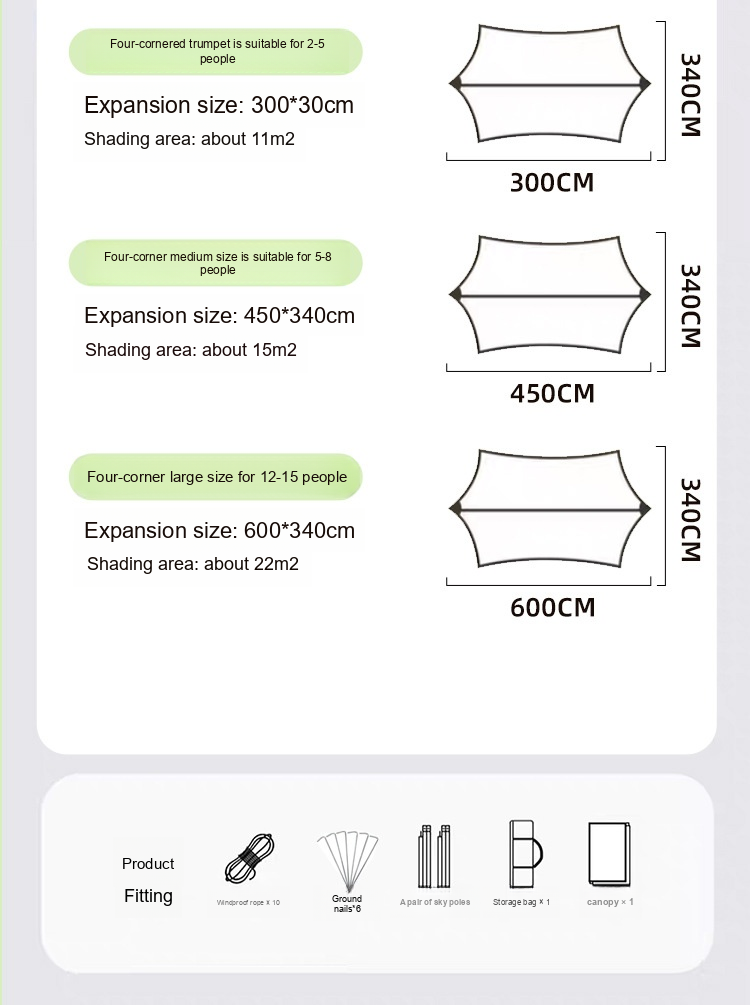 Four-cornered trumpet is suitable for 2-5
people
Expansion size: 300*30cm
Shading area: about 11m2
340CM
300CM
Four-corner medium size is suitable for 5-8
people
Expansion size: 450*340cm
Shading area: about 15m2
340CM
450CM
Four-corner large size for 12-15 people
Expansion size: 600*340cm
Shading area: about 22m2
340CM
600CM
Product
Fitting
Windproof rope x 10
Ground
nails*6
A pair of sky poles
Storage bag × 1
canopy × 1